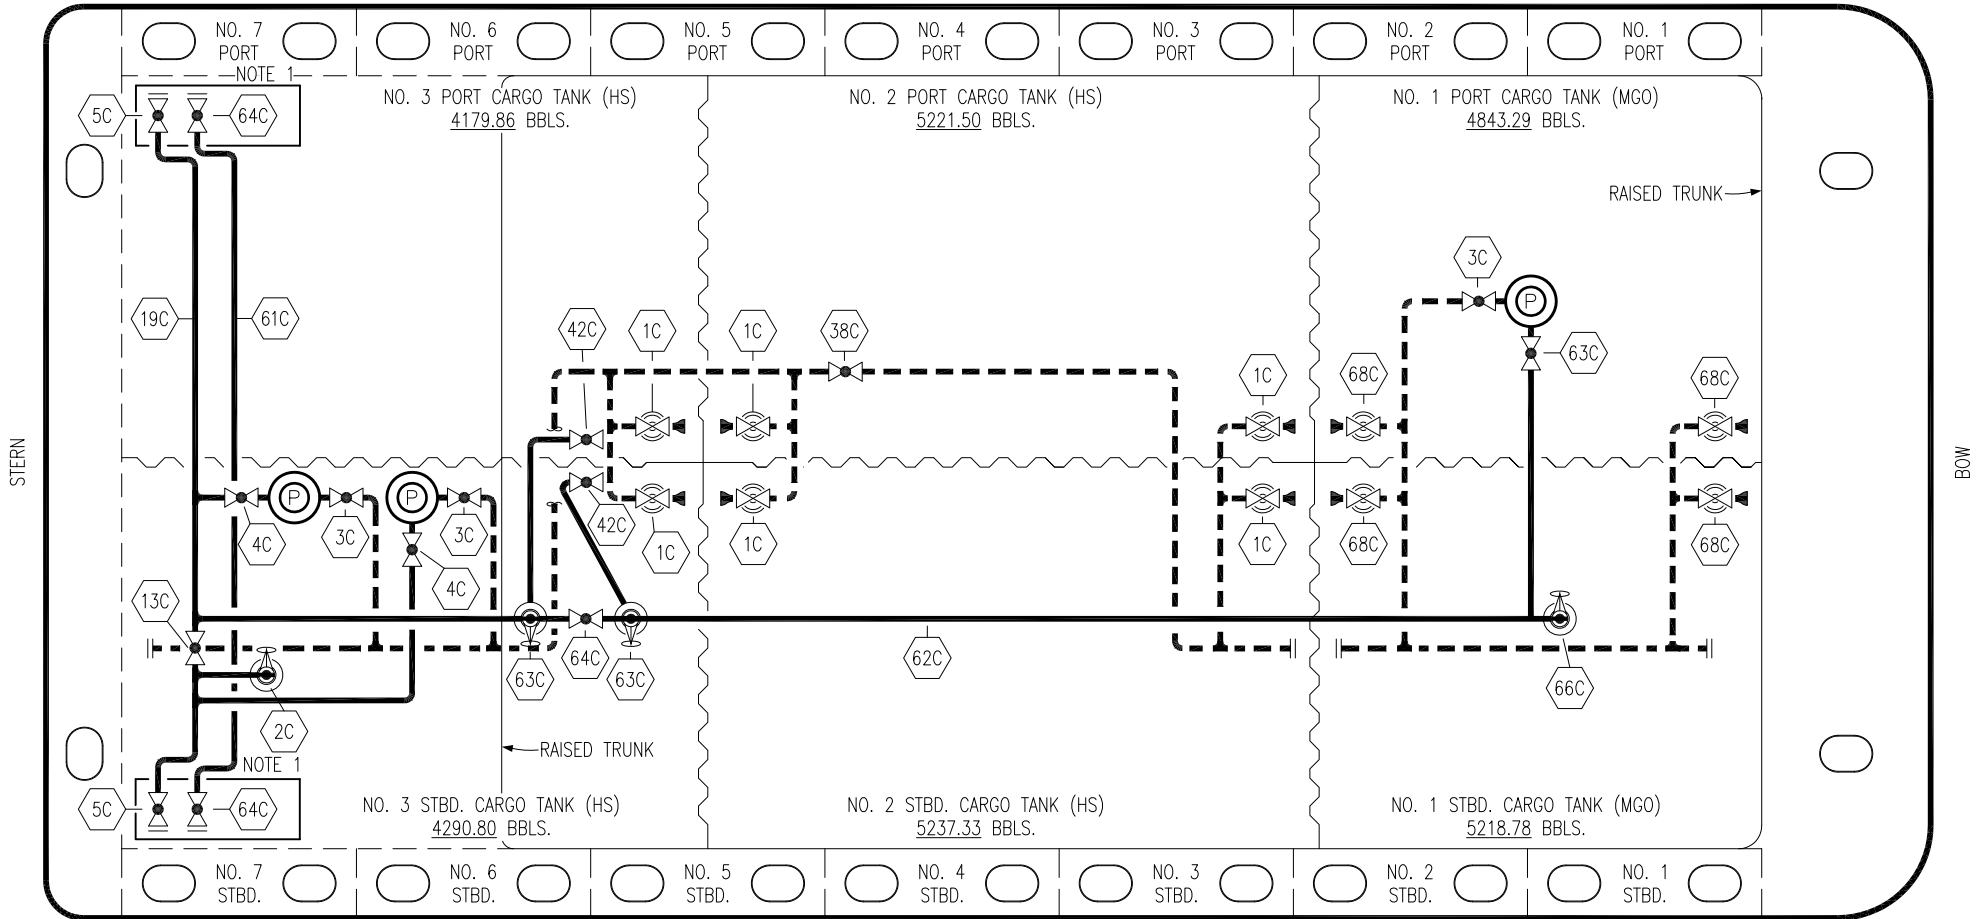 NO. 7
PORT
NO. 6
PORT
NO. 5
PORT
NO. 4
PORT
NO. 3
PORT
NO. 2
PORT
NO. 1
PORT
NOTE 1
5C
64C
NO. 3 PORT CARGO TANK (HS)
4179.86 BBLS.
NO. 2 PORT CARGO TANK (HS)
5221.50 BBLS.
NO. 1 PORT CARGO TANK (MGO)
4843.29 BBLS.
RAISED TRUNK
3C
P
63C
19C
61C
42C
1C
1C
38C
1C
68C
68C
STERN
BOW
P
P
4C
3C
3C
4C
42C
1C
1C
1C
68C
68C
13C
63C
64C
63C
62C
66C
2C
RAISED TRUNK
NOTE 1
5C
64C
NO. 3 STBD. CARGO TANK (HS)
4290.80 BBLS.
NO. 2 STBD. CARGO TANK (HS)
5237.33 BBLS.
NO. 1 STBD. CARGO TANK (MGO)
5218.78 BBLS.
NO. 7
STBD.
NO. 6
STBD.
NO. 5
STBD.
NO. 4
STBD.
NO. 3
STBD.
NO. 2
STBD.
NO. 1
STBD.